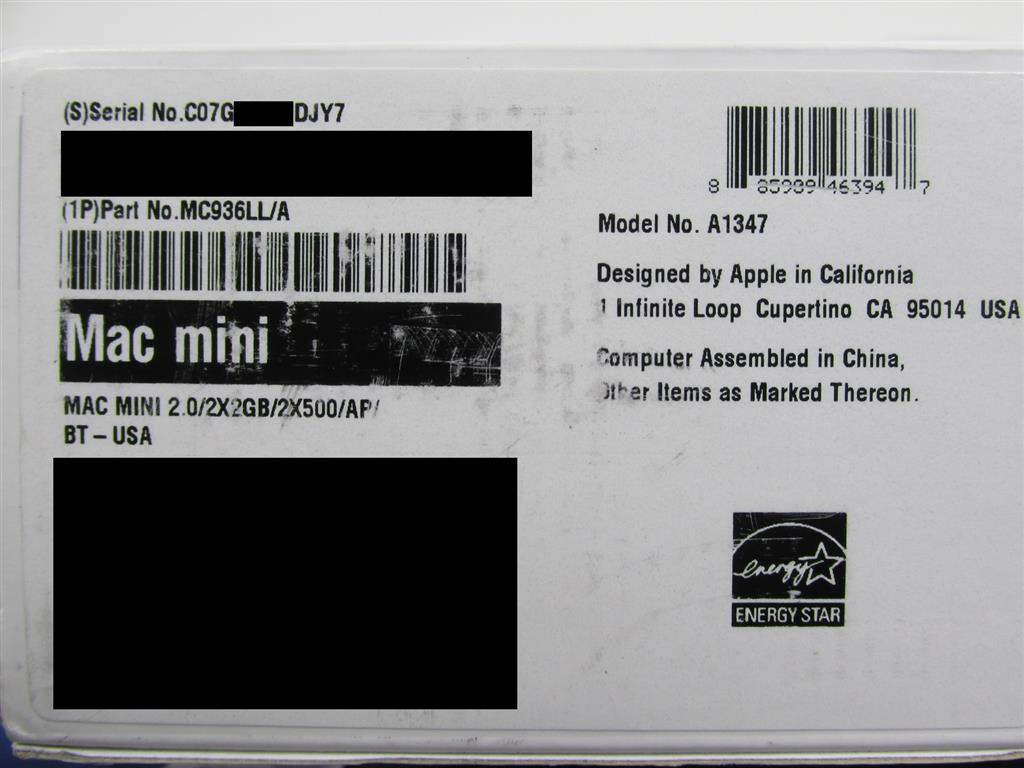 (S)Serial No.C07G DJY7
(1P)Part No.MC936LL/A
Mac mini
MAC MINI 2.0/2X2GB/2X500/AP/
BT – USA
8 85909 46394 7
Model No. A1347
Designed by Apple in California
1 Infinite Loop Cupertino CA 95014 USA
Computer Assembled in China,
Other Items as Marked Thereon.
energy
ENERGY STAR